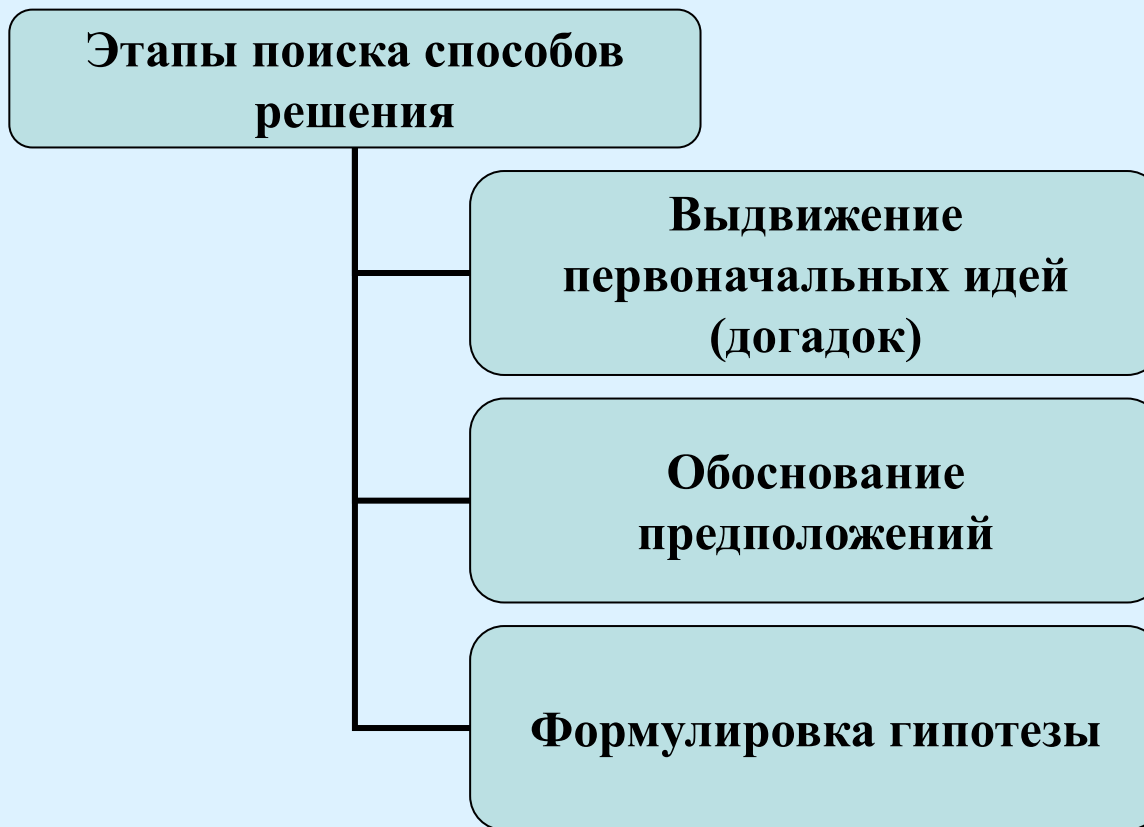 Этапы поиска способов
решения
Выдвижение
первоначальных идей
(догадок)
Обоснование
предположений
Формулировка гипотезы